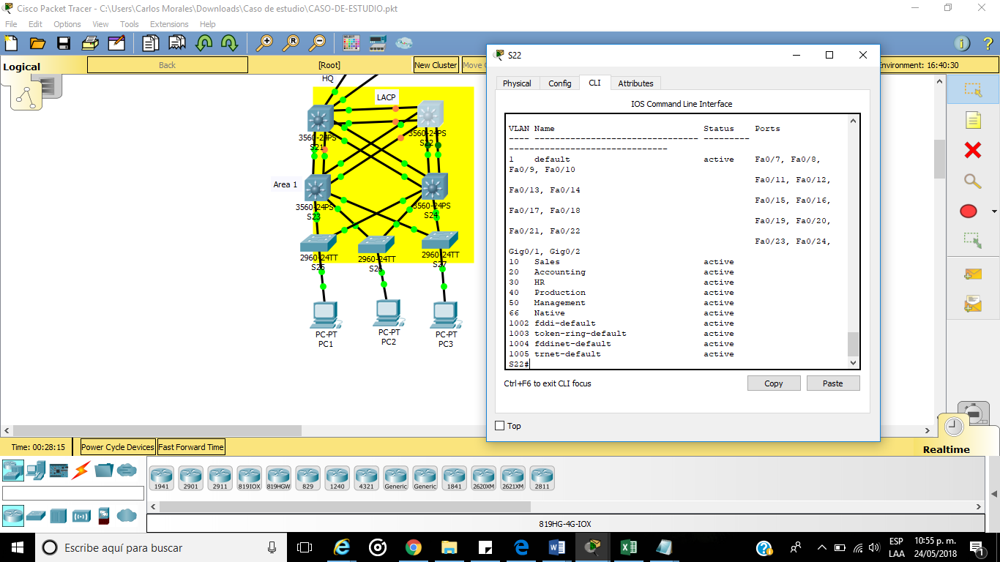 Cisco Packet Tracer - C:\Users\Carlos Morales\Downloads\Caso de estudio\CASO-DE-ESTUDIO.pkt
File Edit Options View Tools Extensions Help
Logical
Back
[Root]
New Cluster
Move
Environment: 16:40:30
HQ
LACP
3560-24PS
S21
3560-24PS
S22
Area 1
3560-24PS
S23
3560-24PS
S24
2960-24TT
S25
2960-24TT
2960-24TT
S27
PC-PT
PC1
PC-PT
PC2
PC-PT
PC3
S22
Physical Config CLI Attributes
IOS Command Line Interface
VLAN Name Status Ports
---- -------------------------------- --------- -------------------------------
1 default active Fa0/7, Fa0/8,
Fa0/9, Fa0/10
Fa0/11, Fa0/12,
Fa0/13, Fa0/14
Fa0/15, Fa0/16,
Fa0/17, Fa0/18
Fa0/19, Fa0/20,
Fa0/21, Fa0/22
Fa0/23, Fa0/24,
Gig0/1, Gig0/2
10 Sales active
20 Accounting active
30 HR active
40 Production active
50 Management active
66 Native active
1002 fddi-default active
1003 token-ring-default active
1004 fddinet-default active
1005 trnet-default active
S22#
Ctrl+F6 to exit CLI focus
Copy
Paste
Top
Time: 00:28:15
Power Cycle Devices
Fast Forward Time
Realtime
1941 2901 2911 819IOX 819HGW 829 1240 4321 Generic Generic 1841 2620XM 2621XM 2811
819HG-4G-IOX
Escribe aquí para buscar
ESP
LAA
10:55 p. m.
24/05/2018
1